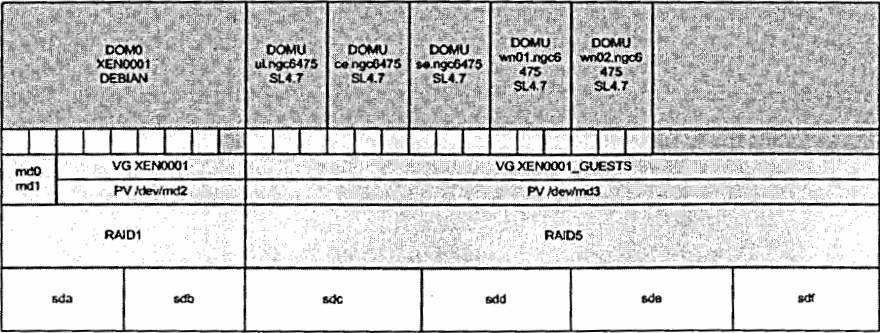 DOM0
XEN0001
DEBIAN
DOMU
ui.ngc6475
SL4.7
DOMU
ce.ngc6475
SL4.7
DOMU
se.ngc6475
SL4.7
DOMU
wn01.ngc6
475
SL4.7
DOMU
wn02.ngc6
475
SL4.7
md0
md1
VG XEN0001
VG XEN0001_GUESTS
PV /dev/md2
PV /dev/md3
RAID1
RAID5
sda
sdb
sdc
sdd
sde
sdf